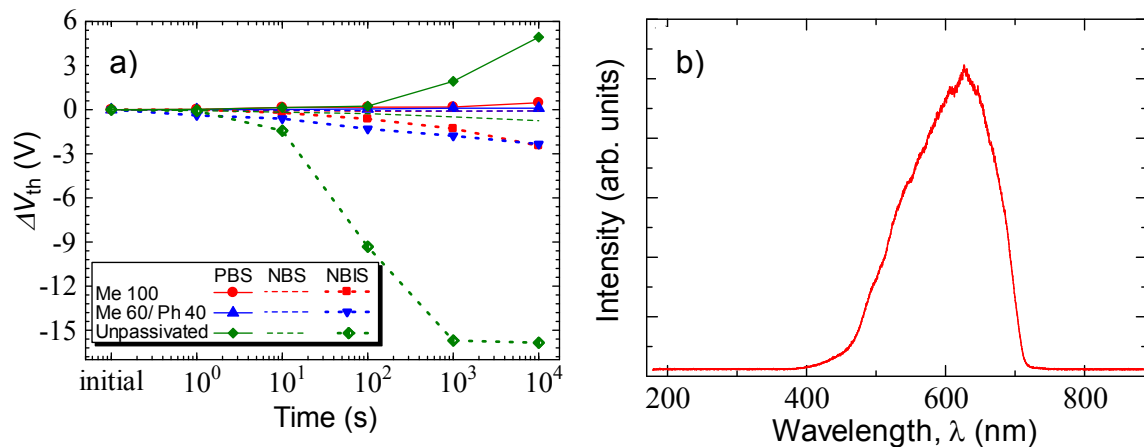 a)
6
3
0
-3
-6
-9
-12
-15
ΔVth (V)
PBS NBS NBIS
Me 100
Me 60/ Ph 40
Unpassivated
initial 10^0 10^1 10^2 10^3 10^4
Time (s)
b)
Intensity (arb. units)
200 400 600 800
Wavelength, λ (nm)